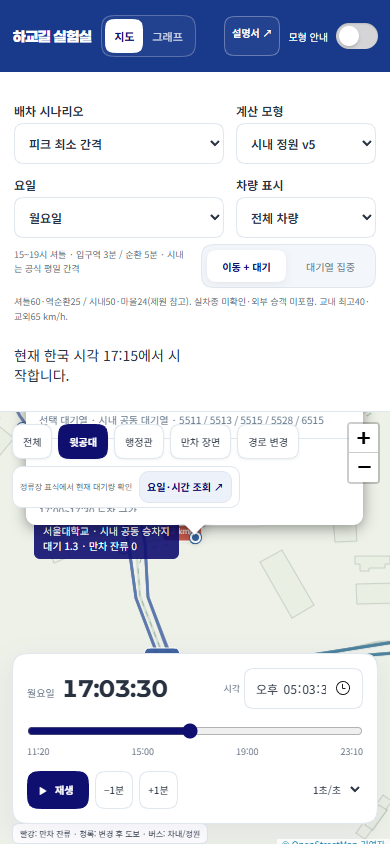 하교길 실험실
지도
그래프
설명서 ↗
모형 안내
배차 시나리오
계산 모형
피크 최소 간격
시내 정원 v5
요일
차량 표시
월요일
전체 차량
15–19시 셔틀 · 입구역 3분 / 순환 5분 · 시내
는 공식 평일 간격
이동 + 대기
대기열 집중
셔틀60·역순환25 / 시내50·마을24(제원 참고). 실차종 미확인·외부 승객 미포함. 교내 최고40·
교외65 km/h.
현재 한국 시각 17:15에서 시
작합니다.
선택 대기열 · 시내 공동 대기열 · 5511 / 5513 / 5515 / 5528 / 6515
전체
윗공대
행정관
만차 장면
경로 변경
+
−
정류장 표식에서 현재 대기량 확인
요일·시간 조회 ↗
서울대학교 · 시내 공동 승차지
대기 1.3 · 만차 잔류 0
월요일
17:03:30
시각
오후 05:03:3
11:20
15:00
19:00
23:10
▶ 재생
−1분
+1분
1초/초
빨강: 만차 잔류 · 청록: 변경 후 도보 · 버스: 차내/정원
© OpenStreetMap 기여자